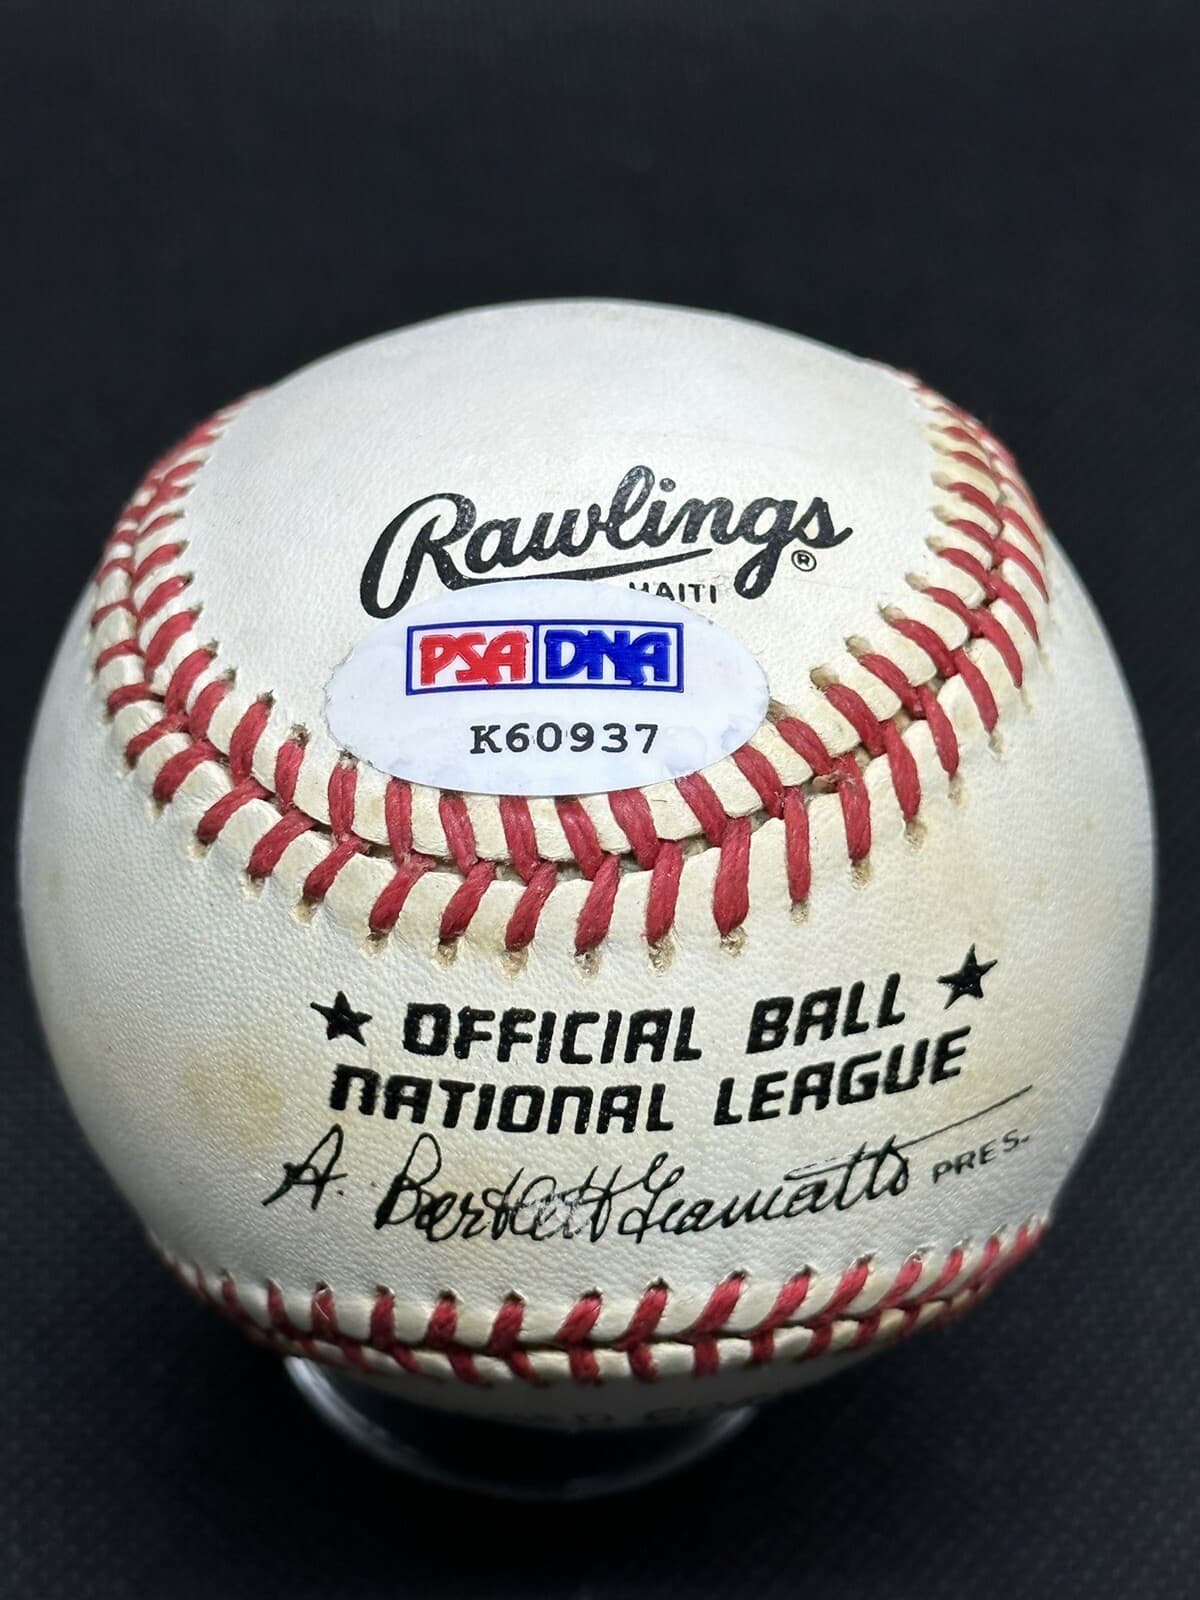 Rawlings®
HAITI
PSA DNA
K60937
★ OFFICIAL BALL ★
NATIONAL LEAGUE
A. Bartlett Giamatti PRES.